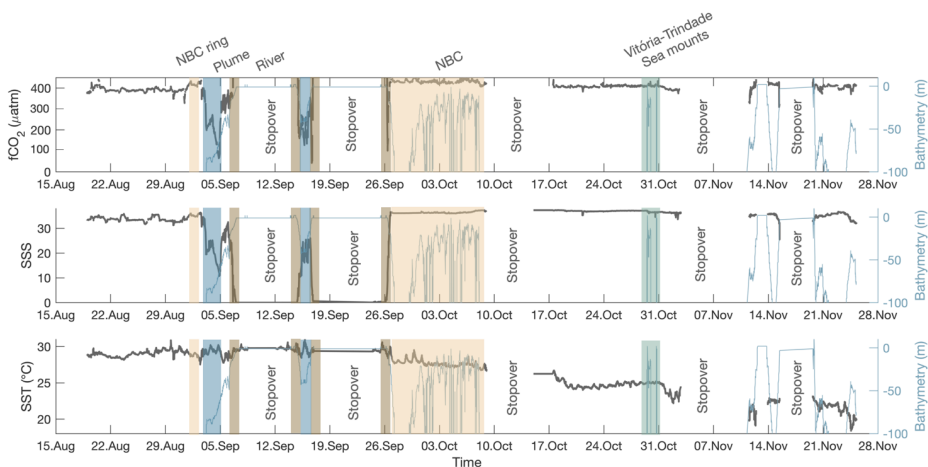 NBC ring
Plume
River
NBC
Vitória-Trindade
Sea mounts
fCO2 (µatm)
400
300
200
100
0
Stopover
Stopover
Stopover
Stopover
Stopover
0
-50
-100
Bathymetry (m)
15.Aug 22.Aug 29.Aug 05.Sep 12.Sep 19.Sep 26.Sep 03.Oct 10.Oct 17.Oct 24.Oct 31.Oct 07.Nov 14.Nov 21.Nov 28.Nov
SSS
30
20
10
0
Stopover
Stopover
Stopover
Stopover
Stopover
0
-50
-100
Bathymetry (m)
15.Aug 22.Aug 29.Aug 05.Sep 12.Sep 19.Sep 26.Sep 03.Oct 10.Oct 17.Oct 24.Oct 31.Oct 07.Nov 14.Nov 21.Nov 28.Nov
SST (°C)
30
25
20
Stopover
Stopover
Stopover
Stopover
Stopover
0
-50
-100
Bathymetry (m)
15.Aug 22.Aug 29.Aug 05.Sep 12.Sep 19.Sep 26.Sep 03.Oct 10.Oct 17.Oct 24.Oct 31.Oct 07.Nov 14.Nov 21.Nov 28.Nov
Time